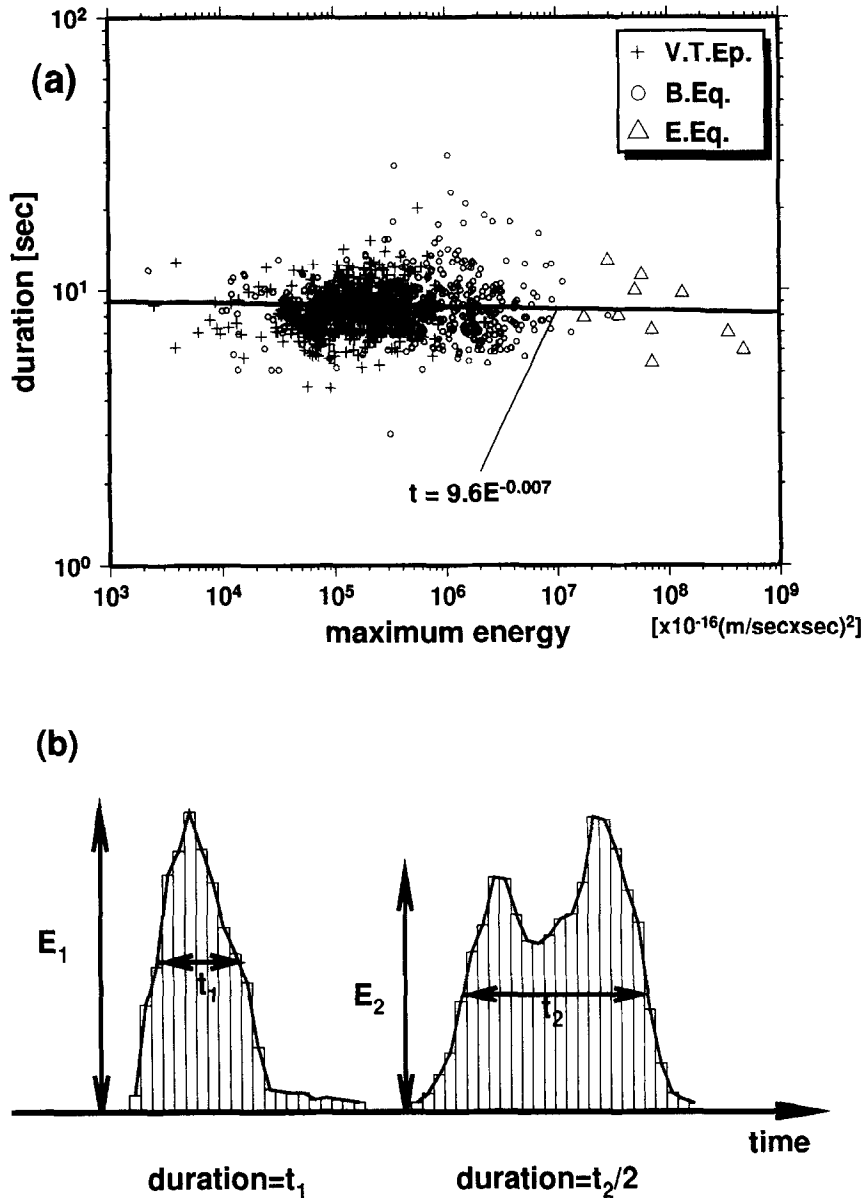 (a)
10²
10¹
10⁰
duration [sec]
+ V.T.Ep.
○ B.Eq.
△ E.Eq.
t = 9.6E⁻⁰·⁰⁰⁷
10³ 10⁴ 10⁵ 10⁶ 10⁷ 10⁸ 10⁹
maximum energy [x10⁻¹⁶(m/secxsec)²]
(b)
E₁
t₁
E₂
t₂
time
duration=t₁ duration=t₂/2